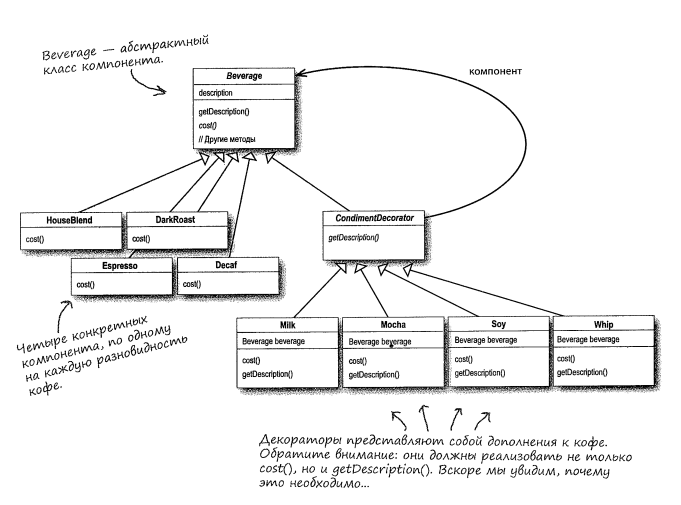 Beverage — абстрактный
класс компонента.
Beverage
description
getDescription()
cost()
// Другие методы
компонент
HouseBlend
cost()
DarkRoast
cost()
Espresso
cost()
Decaf
cost()
CondimentDecorator
getDescription()
Четыре конкретных
компонента, по одному
на каждую разновидность
кофе.
Milk
Beverage beverage
cost()
getDescription()
Mocha
Beverage beverage
cost()
getDescription()
Soy
Beverage beverage
cost()
getDescription()
Whip
Beverage beverage
cost()
getDescription()
Декораторы представляют собой дополнения к кофе.
Обратите внимание: они должны реализовать не только
cost(), но и getDescription(). Вскоре мы увидим, почему
это необходимо...